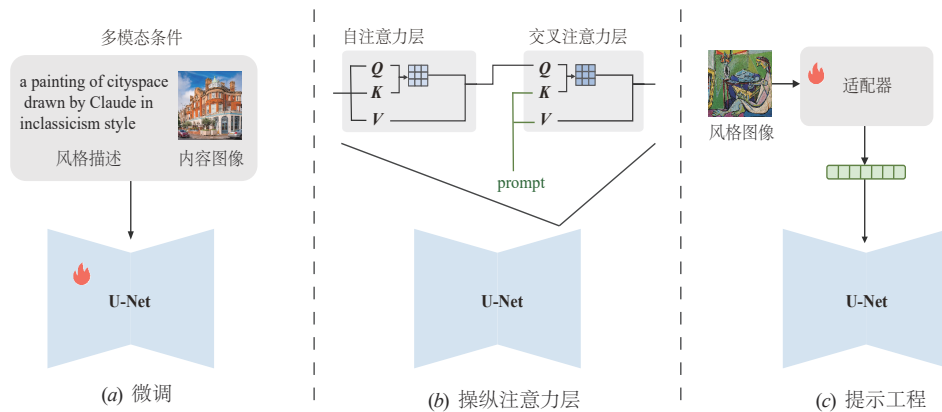 多模态条件
a painting of cityspace
drawn by Claude in
inclassicism style
风格描述
内容图像
U-Net
(a) 微调
自注意力层
交叉注意力层
Q
K
V
Q
K
V
prompt
U-Net
(b) 操纵注意力层
风格图像
适配器
U-Net
(c) 提示工程